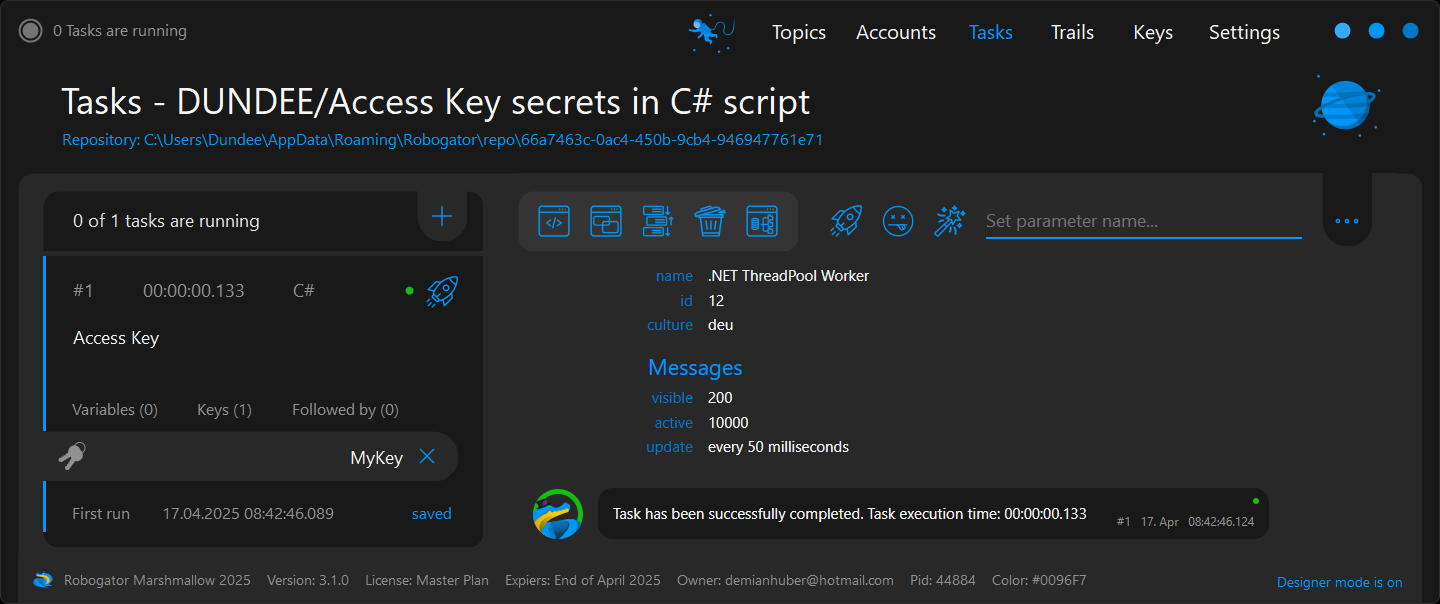 0 Tasks are running
Topics Accounts Tasks Trails Keys Settings
Tasks - DUNDEE/Access Key secrets in C# script
Repository: C:\Users\Dundee\AppData\Roaming\Robogator\repo\66a7463c-0ac4-450b-9cb4-946947761e71
0 of 1 tasks are running
#1 00:00:00.133 C#
Access Key
Variables (0) Keys (1) Followed by (0)
MyKey
First run 17.04.2025 08:42:46.089 saved
Set parameter name...
name .NET ThreadPool Worker
id 12
culture deu
Messages
visible 200
active 10000
update every 50 milliseconds
Task has been successfully completed. Task execution time: 00:00:00.133
#1 17. Apr 08:42:46.124
Robogator Marshmallow 2025 Version: 3.1.0 License: Master Plan Expiers: End of April 2025 Owner: demianhuber@hotmail.com Pid: 44884 Color: #0096F7
Designer mode is on